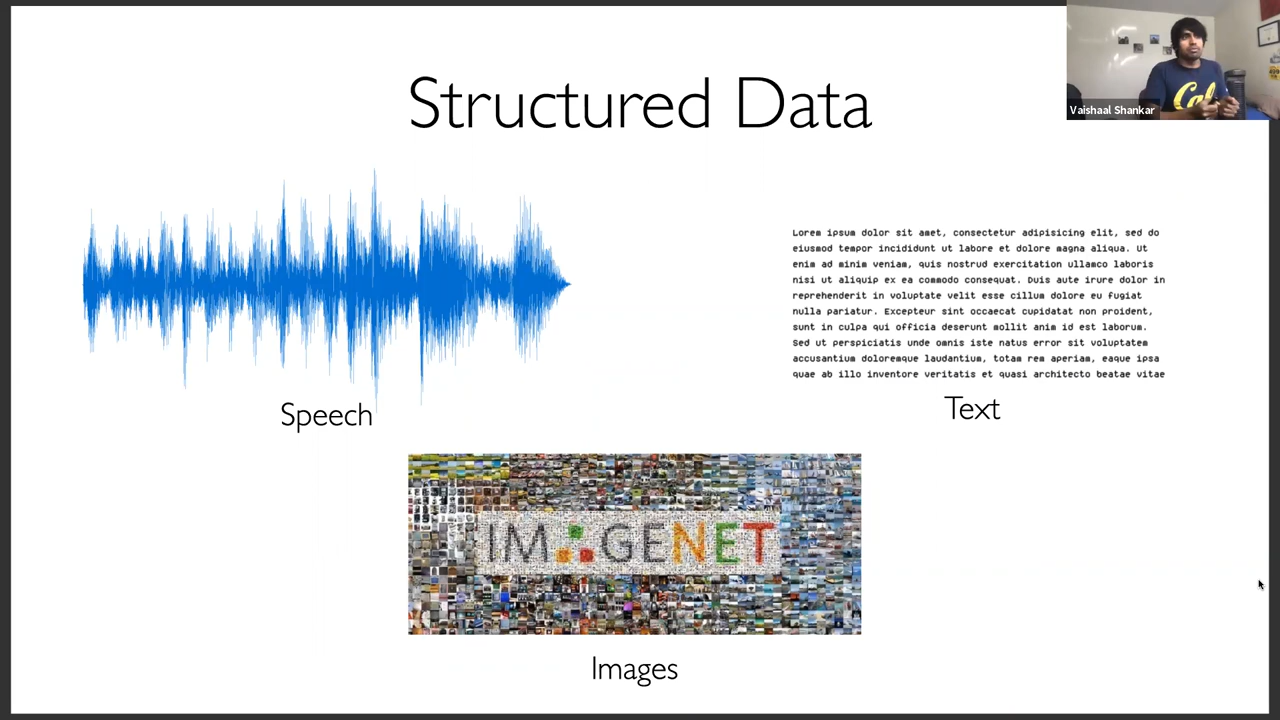 Structured Data
Vaishaal Shankar
Cal
Lorem ipsum dolor sit amet, consectetur adipisicing elit, sed do
eiusmod tempor incididunt ut labore et dolore magna aliqua. Ut
enim ad minim veniam, quis nostrud exercitation ullamco laboris
nisi ut aliquip ex ea commodo consequat. Duis aute irure dolor in
reprehenderit in voluptate velit esse cillum dolore eu fugiat
nulla pariatur. Excepteur sint occaecat cupidatat non proident,
sunt in culpa qui officia deserunt mollit anim id est laborum.
Sed ut perspiciatis unde omnis iste natus error sit voluptatem
accusantium doloremque laudantium, totam rem aperiam, eaque ipsa
quae ab illo inventore veritatis et quasi architecto beatae vitae
Speech
Text
IMAGENET
Images